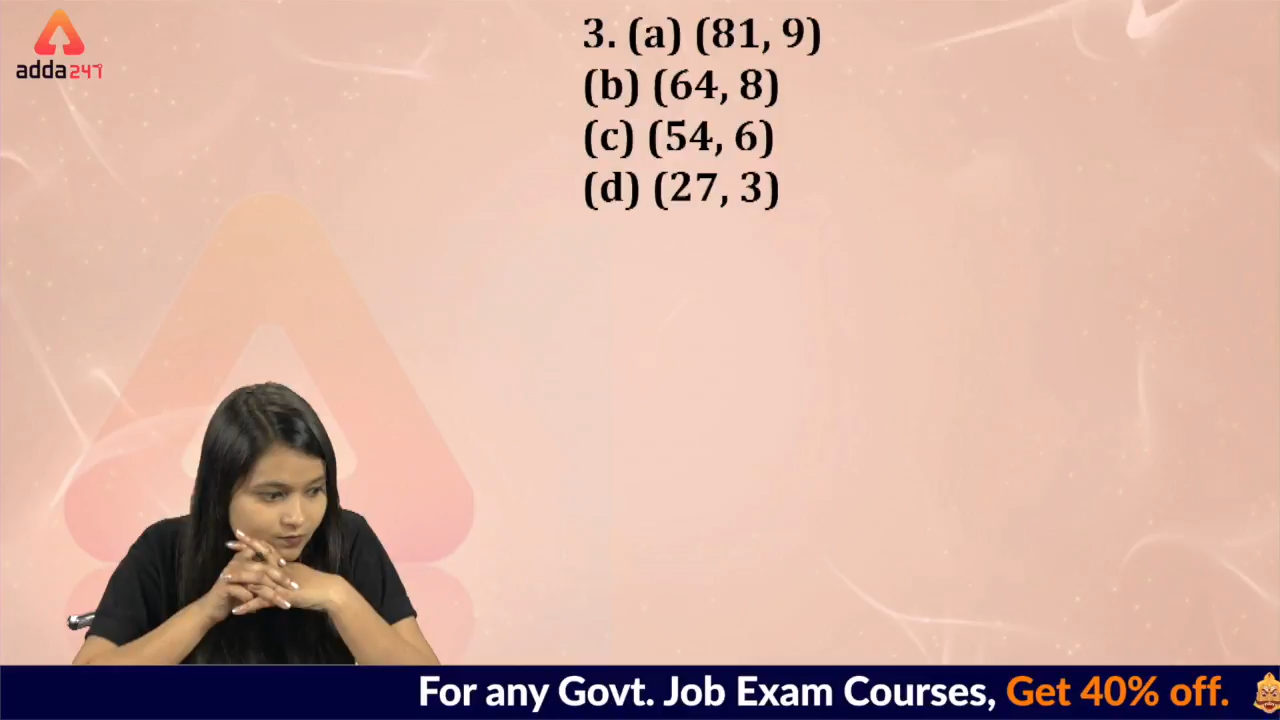 adda247
3. (a) (81, 9)
(b) (64, 8)
(c) (54, 6)
(d) (27, 3)
For any Govt. Job Exam Courses, Get 40% off.